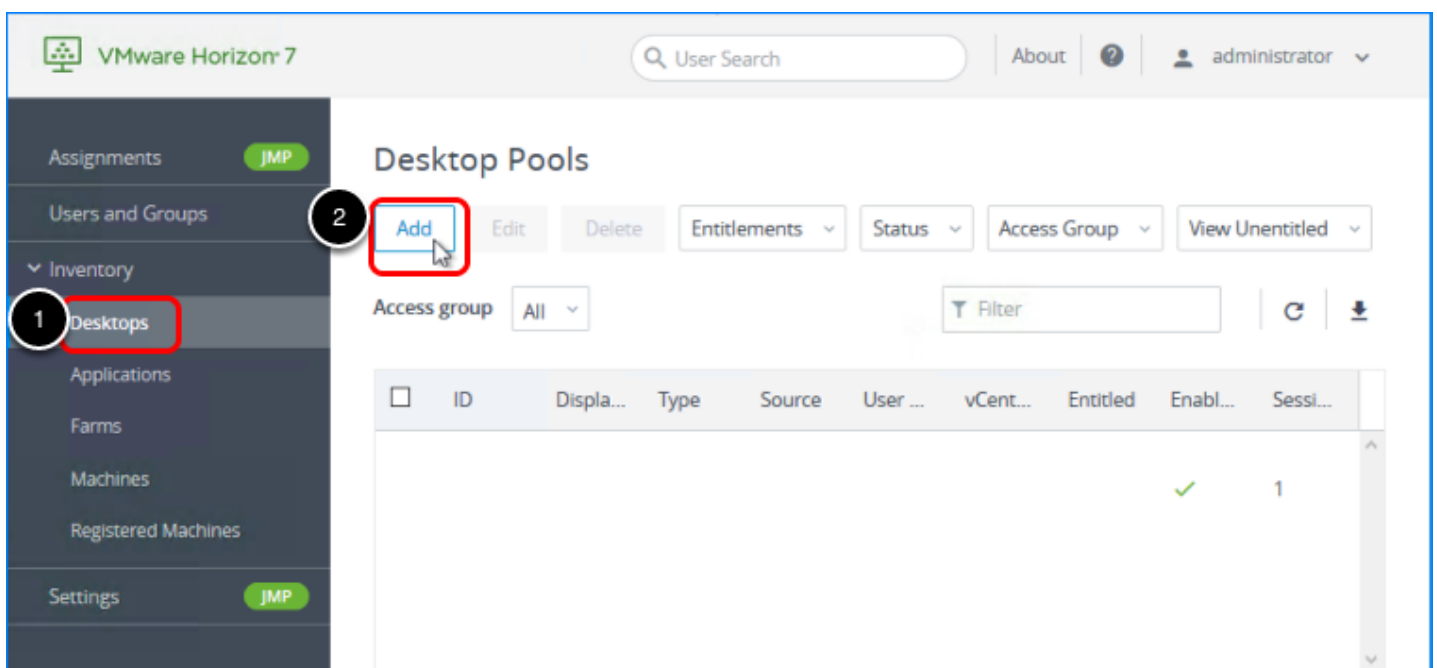 VMware Horizon® 7
User Search
About
?
administrator
Assignments JMP
Users and Groups
Inventory
1
Desktops
Applications
Farms
Machines
Registered Machines
Settings JMP
Desktop Pools
2
Add Edit Delete Entitlements Status Access Group View Unentitled
Access group All Filter
ID Displa... Type Source User ... vCent... Entitled Enabl... Sessi...
1